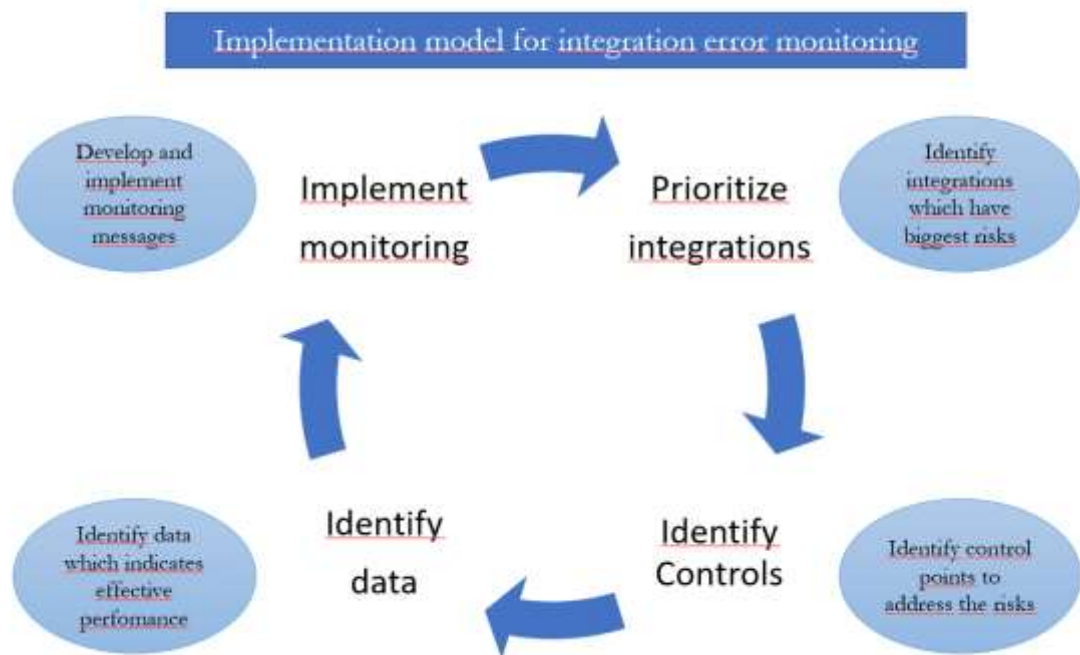 Implementation model for integration error monitoring
Develop and
implement
monitoring
messages
Implement
monitoring
Prioritize
integrations
Identify
integrations
which have
biggest risks
Identify data
which indicates
effective
perfomance
Identify
data
Identify
Controls
Identify control
points to
address the risks